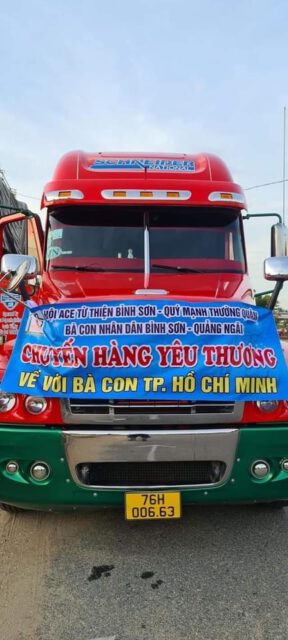 SCHNEIDER
NATIONAL
HỘI ACE TỪ THIỆN BÌNH SƠN - QUỸ MẠNH THƯỜNG QUÂN
BÀ CON NHÂN DÂN BÌNH SƠN - QUẢNG NGÃI
CHUYẾN HÀNG YÊU THƯƠNG
VỀ VỚI BÀ CON TP. HỒ CHÍ MINH
76H
006.63